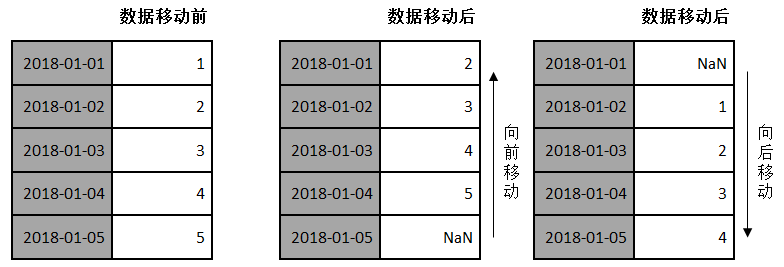 数据移动前
2018-01-01 1
2018-01-02 2
2018-01-03 3
2018-01-04 4
2018-01-05 5
数据移动后
2018-01-01 2
2018-01-02 3
2018-01-03 4
2018-01-04 5
2018-01-05 NaN
向前移动
数据移动后
2018-01-01 NaN
2018-01-02 1
2018-01-03 2
2018-01-04 3
2018-01-05 4
向后移动